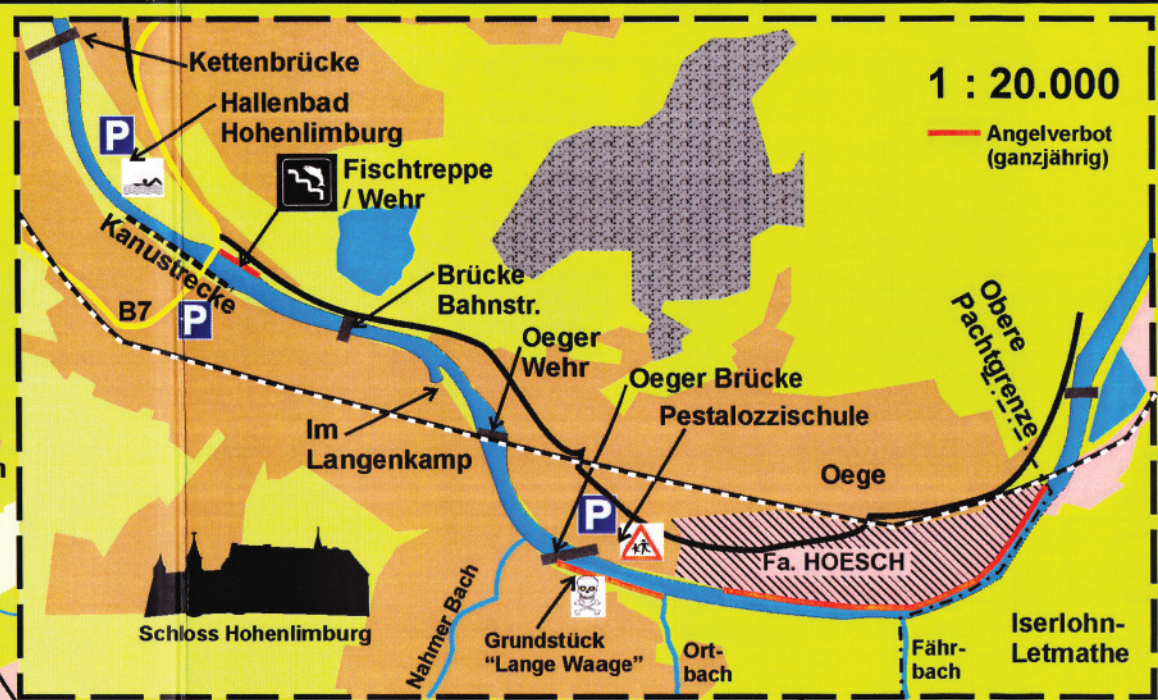 Kettenbrücke
Hallenbad
Hohenlimburg
1 : 20.000
Angelverbot
(ganzjährig)
P
Fischtreppe
/ Wehr
Kanustrecke
B7
P
Brücke
Bahnstr.
Oeger
Wehr
Obere
Pachtgrenze
Oeger Brücke
Pestalozzischule
Im
Langenkamp
Oege
P
Fa. HOESCH
Schloss Hohenlimburg
Nahmer Bach
Grundstück
"Lange Waage"
Ort-
bach
Fähr-
bach
Iserlohn-
Letmathe